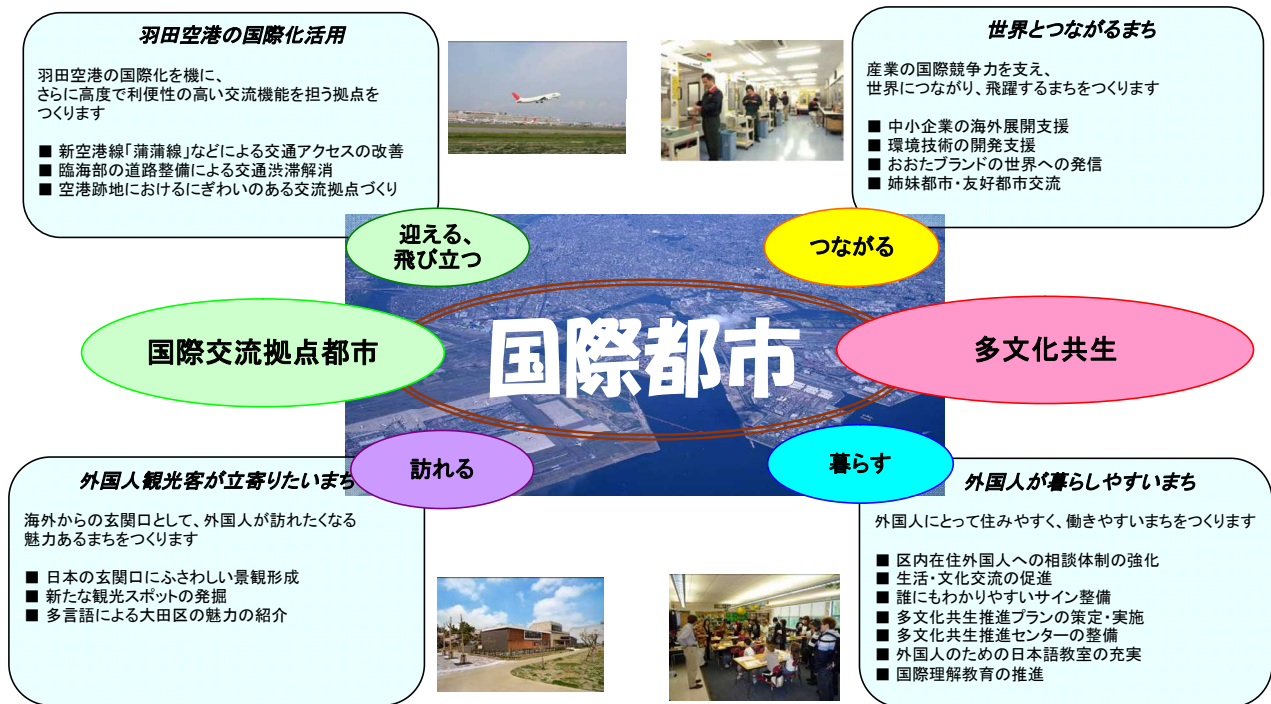 羽田空港の国際化活用
羽田空港の国際化を機に、
さらに高度で利便性の高い交流機能を担う拠点を
つくります
■ 新空港線「蒲蒲線」などによる交通アクセスの改善
■ 臨海部の道路整備による交通渋滞解消
■ 空港跡地におけるにぎわいのある交流拠点づくり
世界とつながるまち
産業の国際競争力を支え、
世界につながり、飛躍するまちをつくります
■ 中小企業の海外展開支援
■ 環境技術の開発支援
■ おおたブランドの世界への発信
■ 姉妹都市・友好都市交流
迎える、
飛び立つ
つながる
国際交流拠点都市
国際都市
多文化共生
訪れる
暮らす
外国人観光客が立寄りたいまち
海外からの玄関口として、外国人が訪れたくなる
魅力あるまちをつくります
■ 日本の玄関口にふさわしい景観形成
■ 新たな観光スポットの発掘
■ 多言語による大田区の魅力の紹介
外国人が暮らしやすいまち
外国人にとって住みやすく、働きやすいまちをつくります
■ 区内在住外国人への相談体制の強化
■ 生活・文化交流の促進
■ 誰にもわかりやすいサイン整備
■ 多文化共生推進プランの策定・実施
■ 多文化共生推進センターの整備
■ 外国人のための日本語教室の充実
■ 国際理解教育の推進